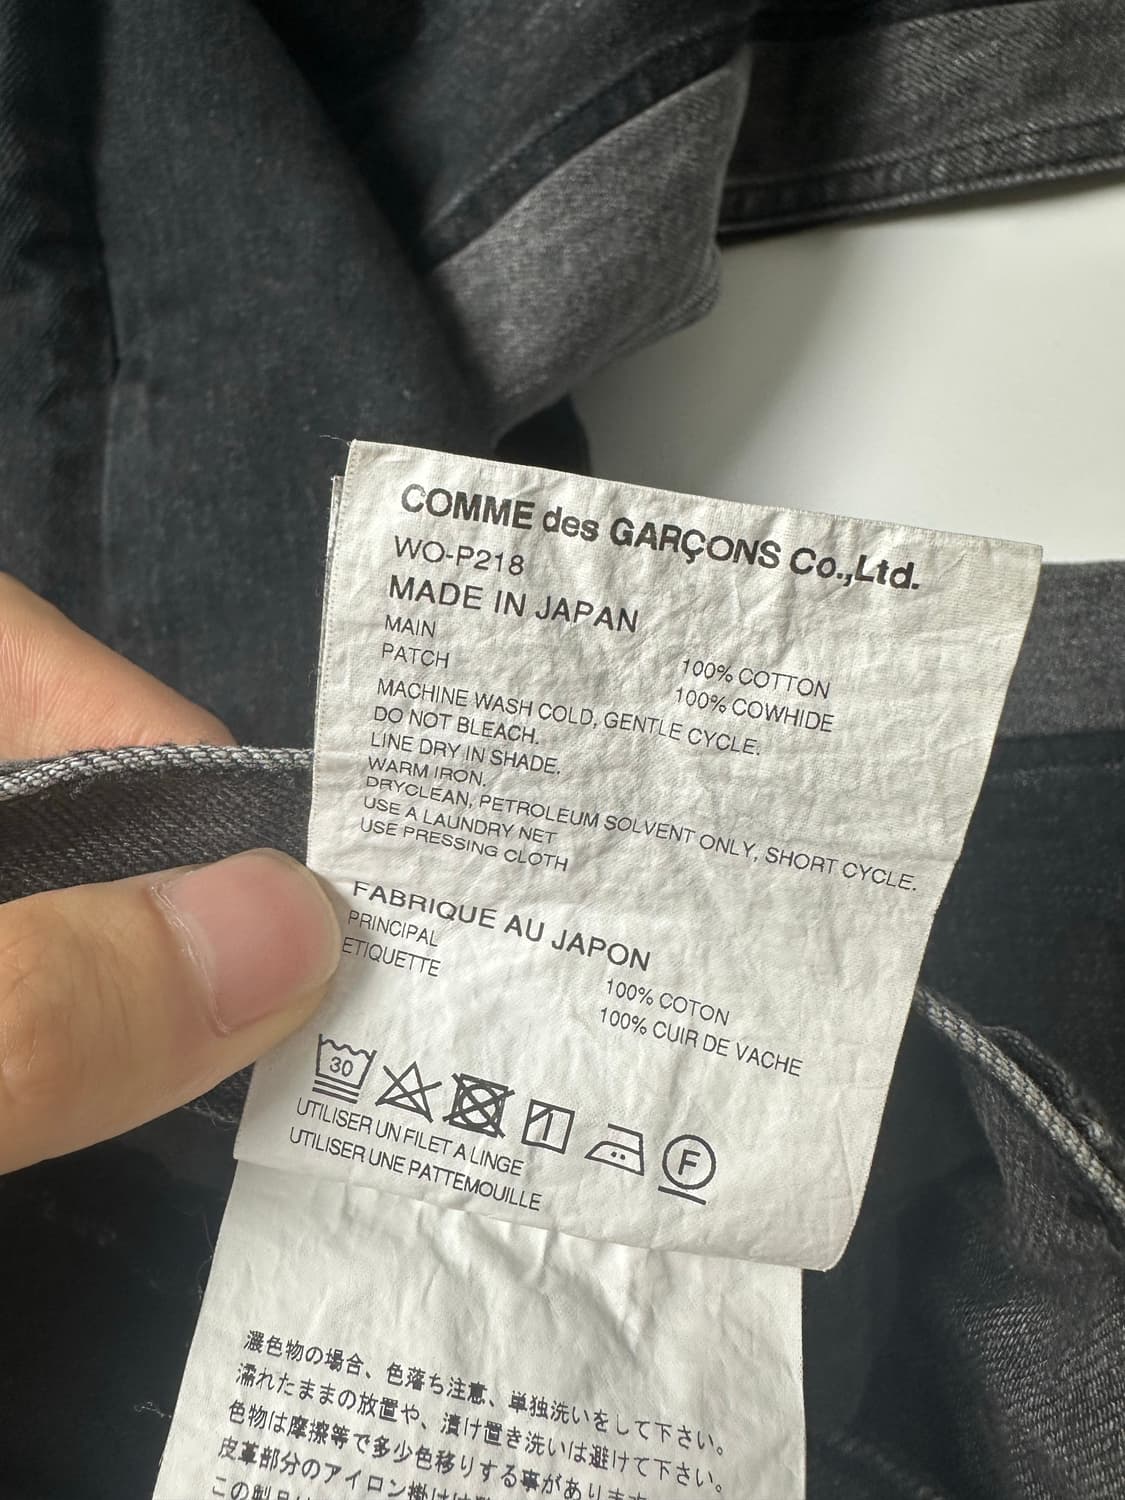 COMME des GARÇONS Co.,Ltd.
WO-P218
MADE IN JAPAN
MAIN 100% COTTON
PATCH 100% COWHIDE
MACHINE WASH COLD, GENTLE CYCLE.
DO NOT BLEACH.
LINE DRY IN SHADE.
WARM IRON.
DRYCLEAN, PETROLEUM SOLVENT ONLY, SHORT CYCLE.
USE A LAUNDRY NET
USE PRESSING CLOTH
FABRIQUE AU JAPON
PRINCIPAL 100% COTON
ETIQUETTE 100% CUIR DE VACHE
30
F
UTILISER UN FILET A LINGE
UTILISER UNE PATTEMOUILLE
濃色物の場合、色落ち注意、単独洗いをして下さい。
濡れたままの放置や、漬け置き洗いは避けて下さい。
色物は摩擦等で多少色移りする事があります
皮革部分のアイロン掛けは
この製品